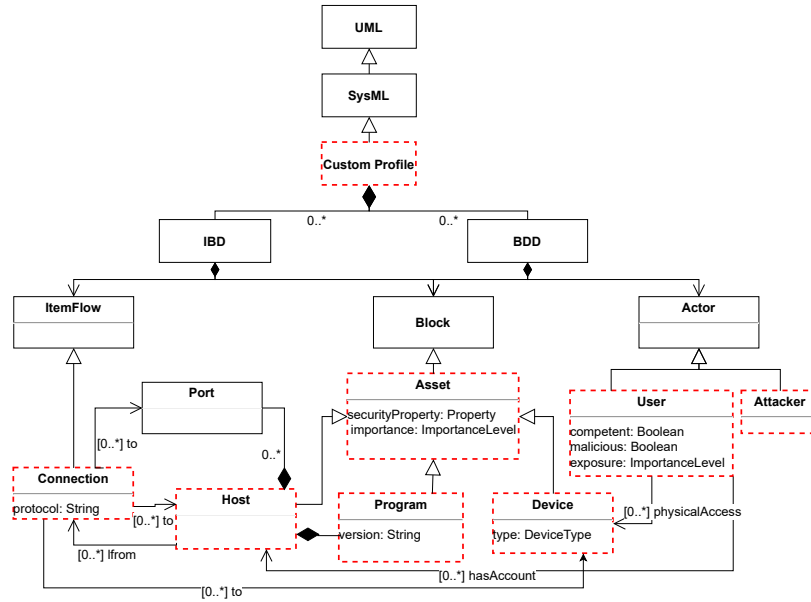 UML
SysML
Custom Profile
0..*
0..*
IBD
BDD
ItemFlow
Block
Actor
Port
Asset
securityProperty: Property
importance: ImportanceLevel
User
competent: Boolean
malicious: Boolean
exposure: ImportanceLevel
Attacker
[0..*] to
0..*
Connection
protocol: String
[0..*] to
Host
Program
version: String
Device
type: DeviceType
[0..*] physicalAccess
[0..*] lfrom
[0..*] hasAccount
[0..*] to